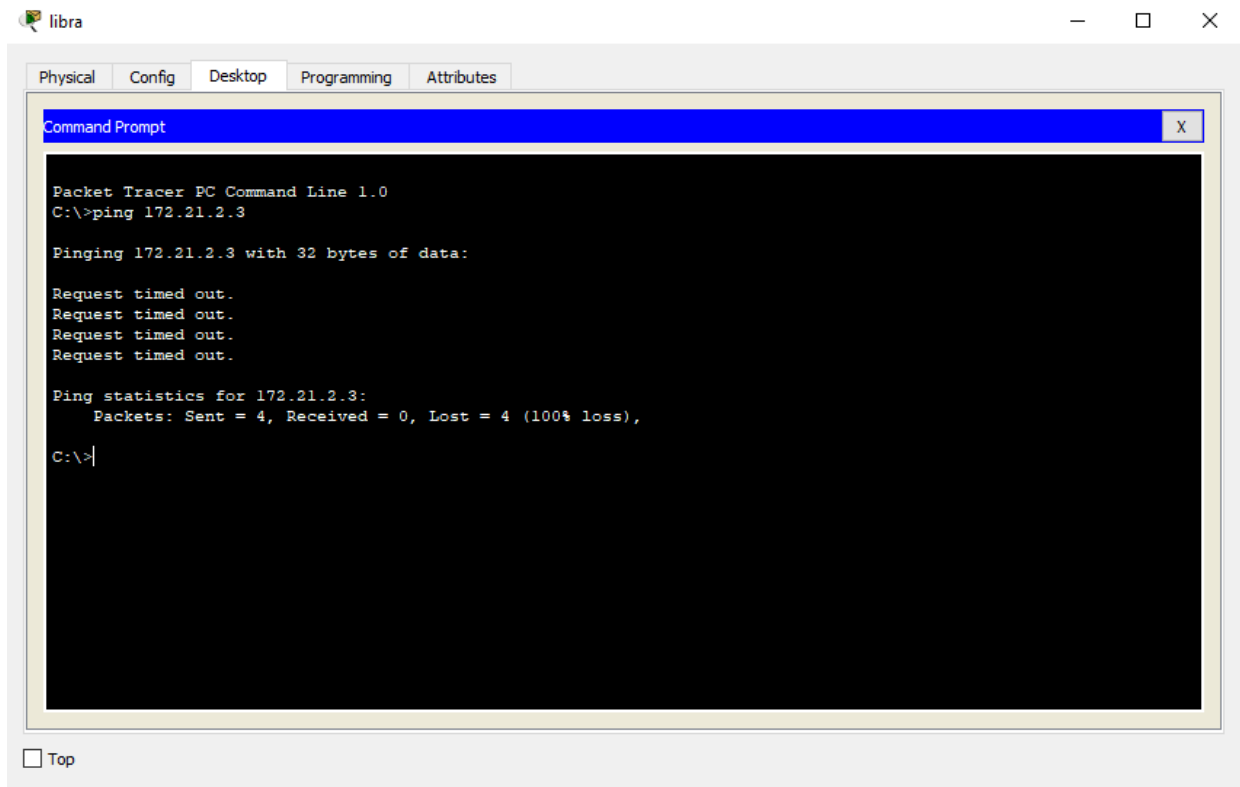 libra
Physical Config Desktop Programming Attributes
Command Prompt X
Packet Tracer PC Command Line 1.0
C:\>ping 172.21.2.3
Pinging 172.21.2.3 with 32 bytes of data:
Request timed out.
Request timed out.
Request timed out.
Request timed out.
Ping statistics for 172.21.2.3:
Packets: Sent = 4, Received = 0, Lost = 4 (100% loss),
C:\>
Top